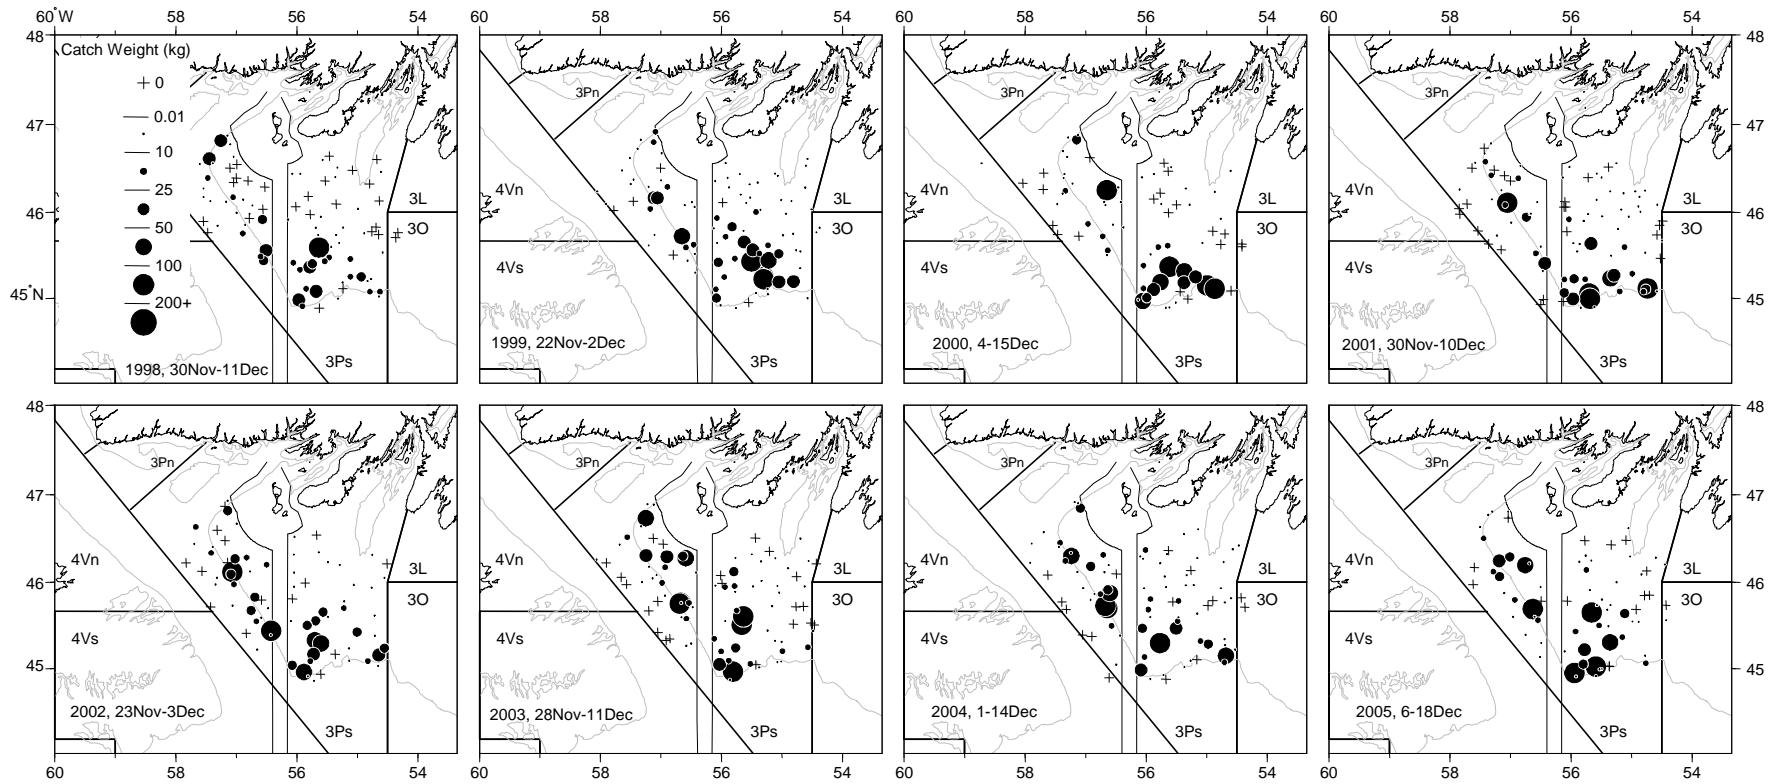 60°W 58 56 54 60 58 56 54 60 58 56 54 60 58 56 54
48 48
Catch Weight (kg)
+ 0
0.01
10
25
50
100
200+
47 47
46 46
45°N 45
3L
3O
3Ps
1998, 30Nov-11Dec
3Pn
4Vn
4Vs
3L
3O
3Ps
1999, 22Nov-2Dec
3Pn
4Vn
4Vs
3L
3O
3Ps
2000, 4-15Dec
3Pn
4Vn
4Vs
3L
3O
3Ps
2001, 30Nov-10Dec
48 48
47 47
46 46
45 45
3Pn
4Vn
4Vs
3L
3O
3Ps
2002, 23Nov-3Dec
3Pn
4Vn
4Vs
3L
3O
3Ps
2003, 28Nov-11Dec
3Pn
4Vn
4Vs
3L
3O
3Ps
2004, 1-14Dec
3Pn
4Vn
4Vs
3L
3O
3Ps
2005, 6-18Dec
60 58 56 54 60 58 56 54 60 58 56 54 60 58 56 54